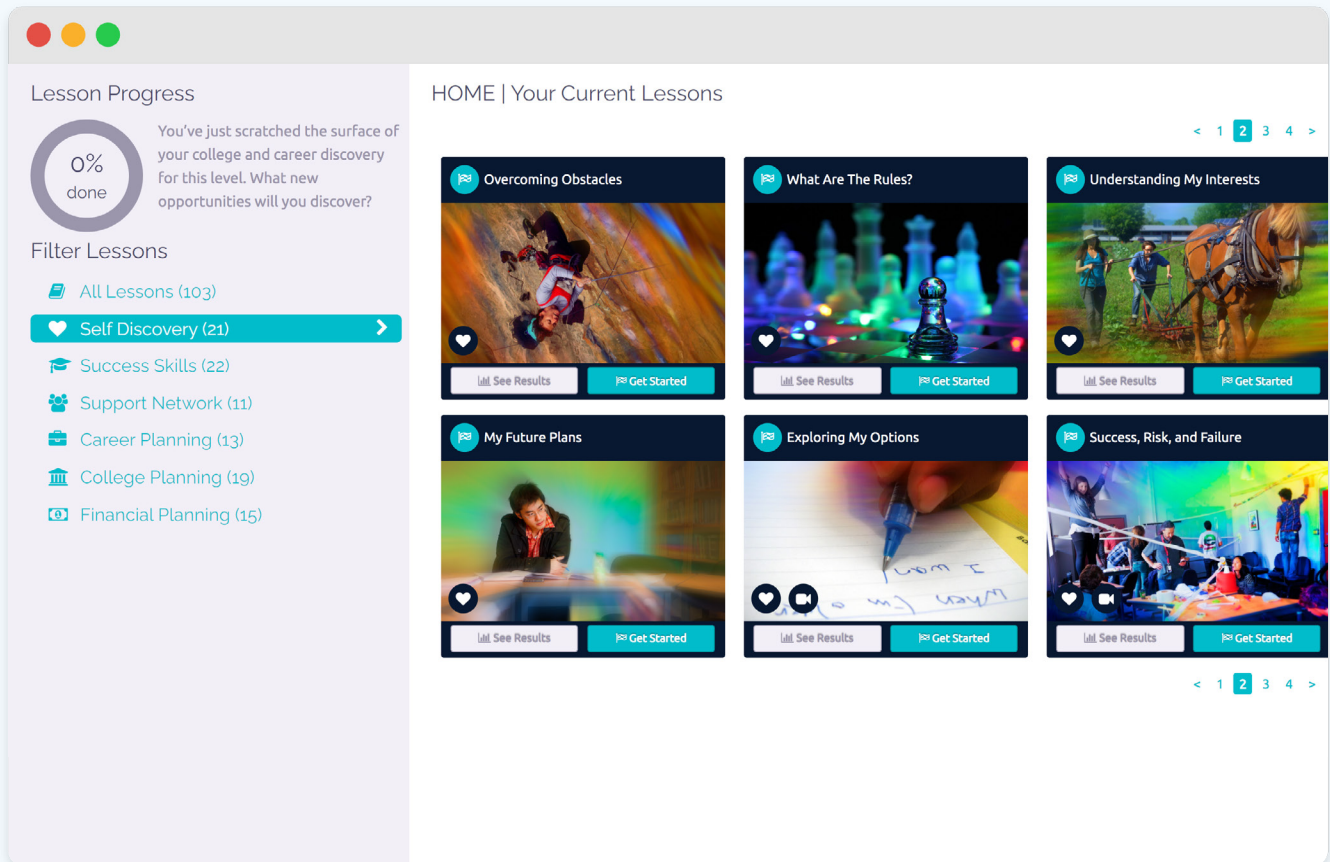 Lesson Progress
0%
done
You've just scratched the surface of
your college and career discovery
for this level. What new
opportunities will you discover?
Filter Lessons
All Lessons (103)
Self Discovery (21)
Success Skills (22)
Support Network (11)
Career Planning (13)
College Planning (19)
Financial Planning (15)
HOME | Your Current Lessons
< 1 2 3 4 >
Overcoming Obstacles
See Results
Get Started
What Are The Rules?
See Results
Get Started
Understanding My Interests
See Results
Get Started
My Future Plans
See Results
Get Started
Exploring My Options
When I'm
I want
See Results
Get Started
Success, Risk, and Failure
See Results
Get Started
< 1 2 3 4 >